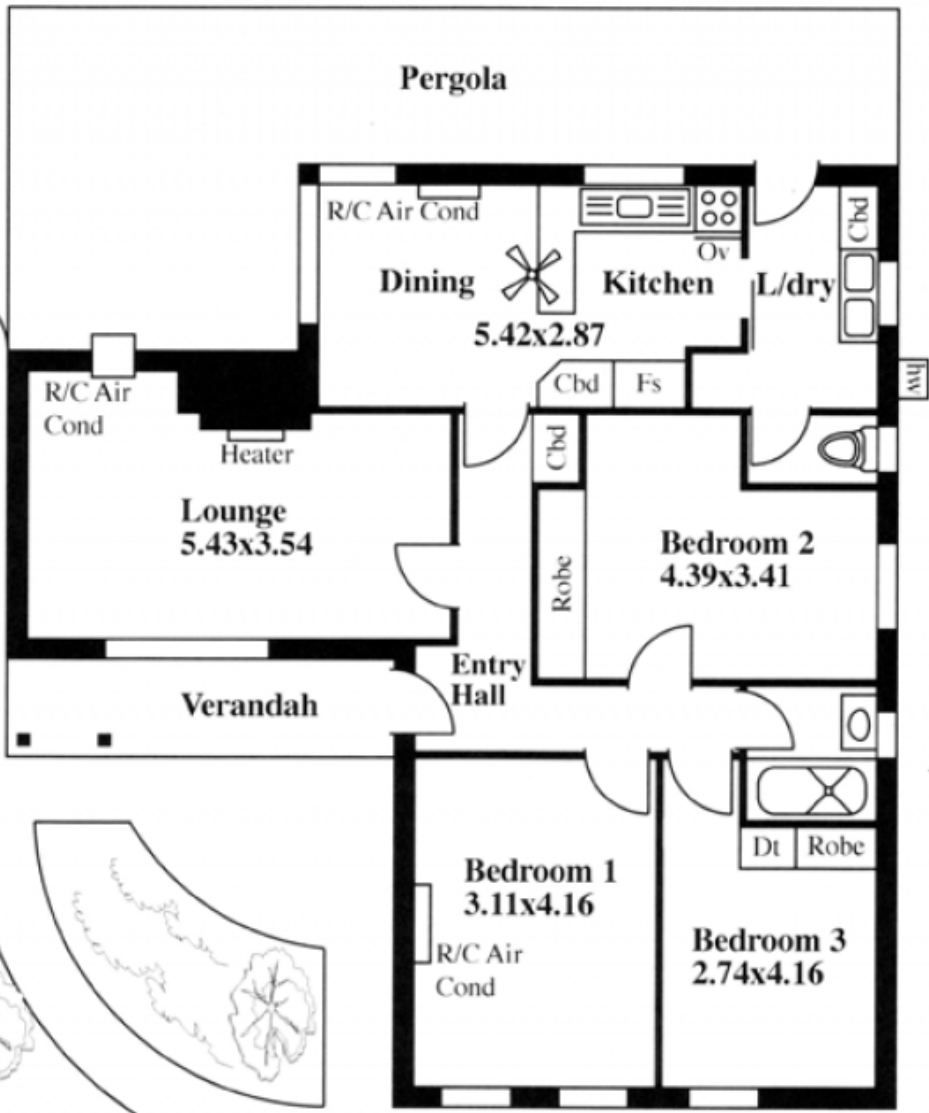 Pergola
R/C Air Cond
Cbd
Ov
Dining
Kitchen
L/dry
5.42x2.87
R/C Air
Cond
Cbd
Fs
hw
Heater
Cbd
Lounge
5.43x3.54
Bedroom 2
4.39x3.41
Robe
Entry
Hall
Verandah
Dt
Robe
Bedroom 1
3.11x4.16
R/C Air
Cond
Bedroom 3
2.74x4.16